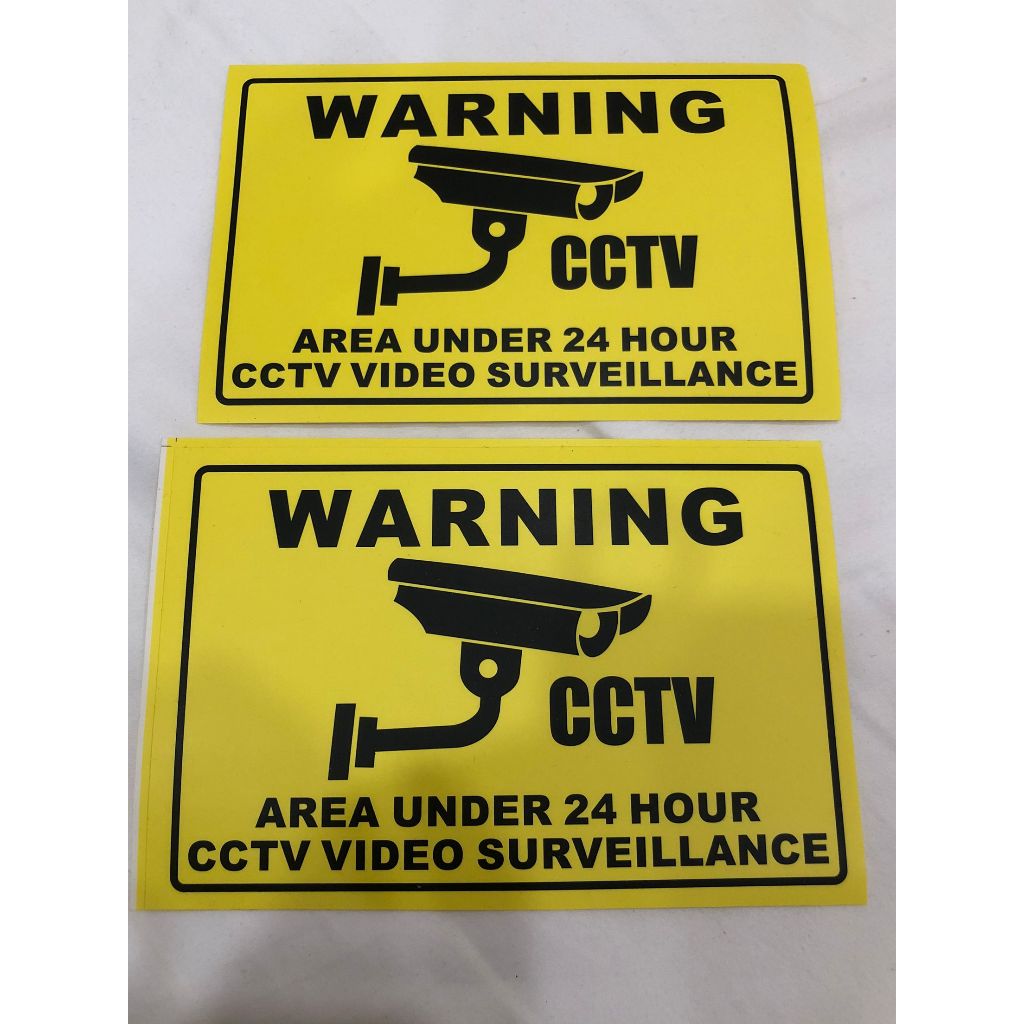 WARNING
CCTV
AREA UNDER 24 HOUR
CCTV VIDEO SURVEILLANCE
WARNING
CCTV
AREA UNDER 24 HOUR
CCTV VIDEO SURVEILLANCE